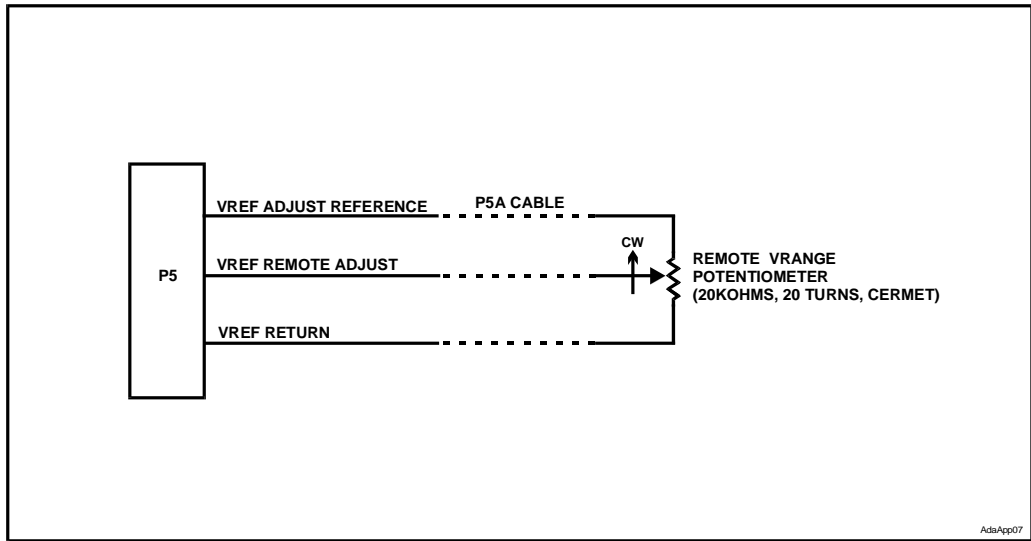 VREF ADJUST REFERENCE
P5A CABLE
CW
P5
VREF REMOTE ADJUST
REMOTE VRANGE
POTENTIOMETER
(20KOHMS, 20 TURNS, CERMET)
VREF RETURN
AdaApp07